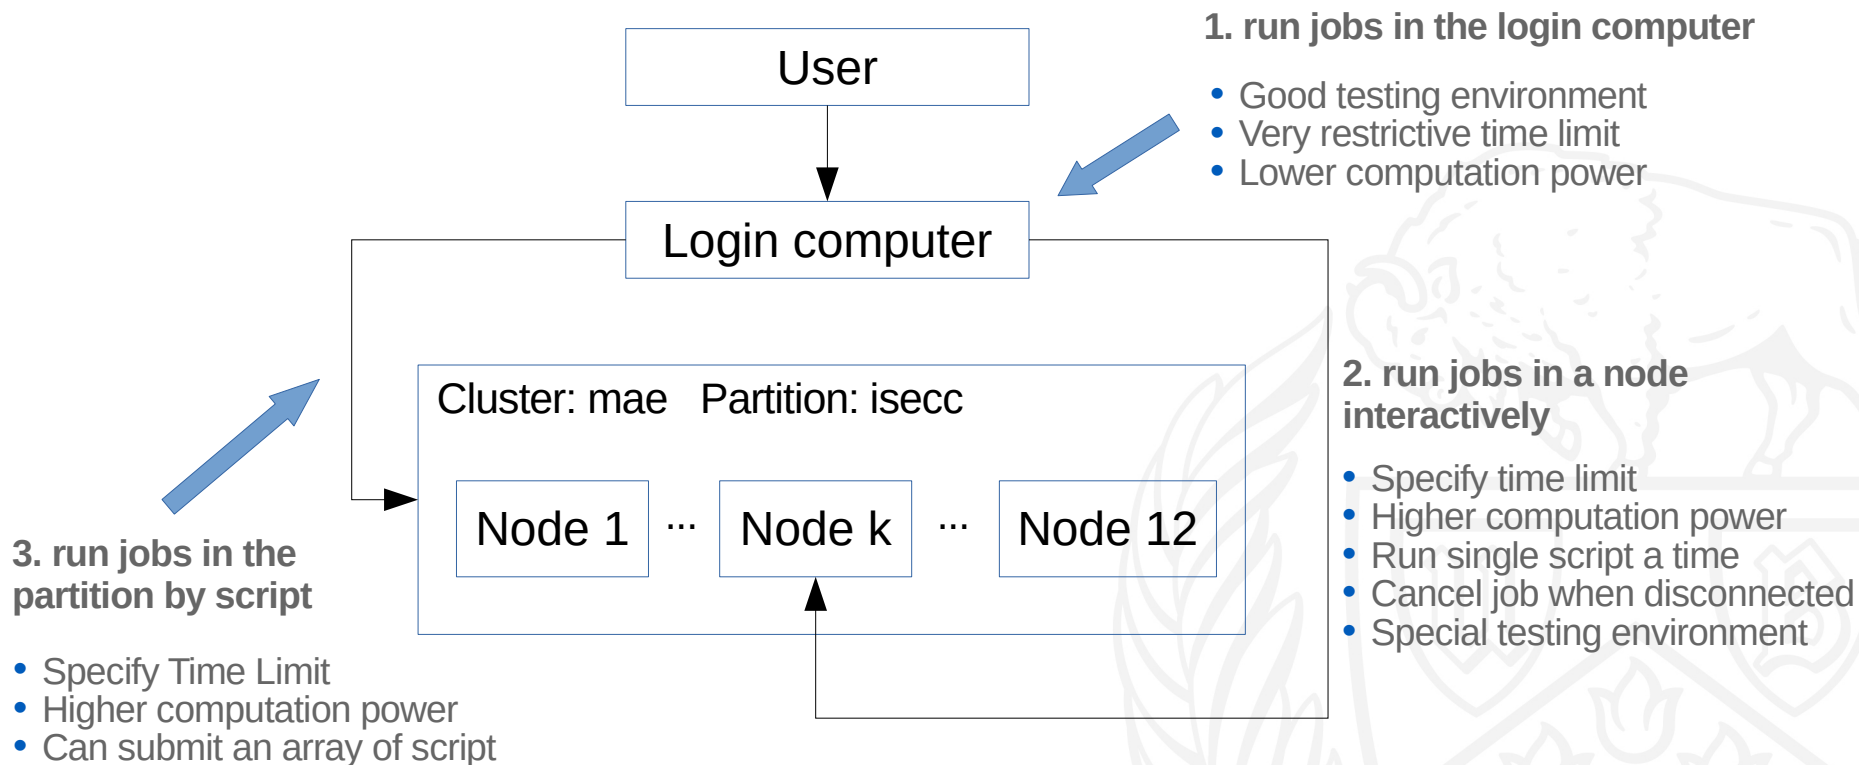 1. run jobs in the login computer
• Good testing environment
• Very restrictive time limit
• Lower computation power
User
Login computer
Cluster: mae   Partition: isecc
Node 1
...
Node k
...
Node 12
2. run jobs in a node
interactively
• Specify time limit
• Higher computation power
• Run single script a time
• Cancel job when disconnected
• Special testing environment
3. run jobs in the
partition by script
• Specify Time Limit
• Higher computation power
• Can submit an array of script